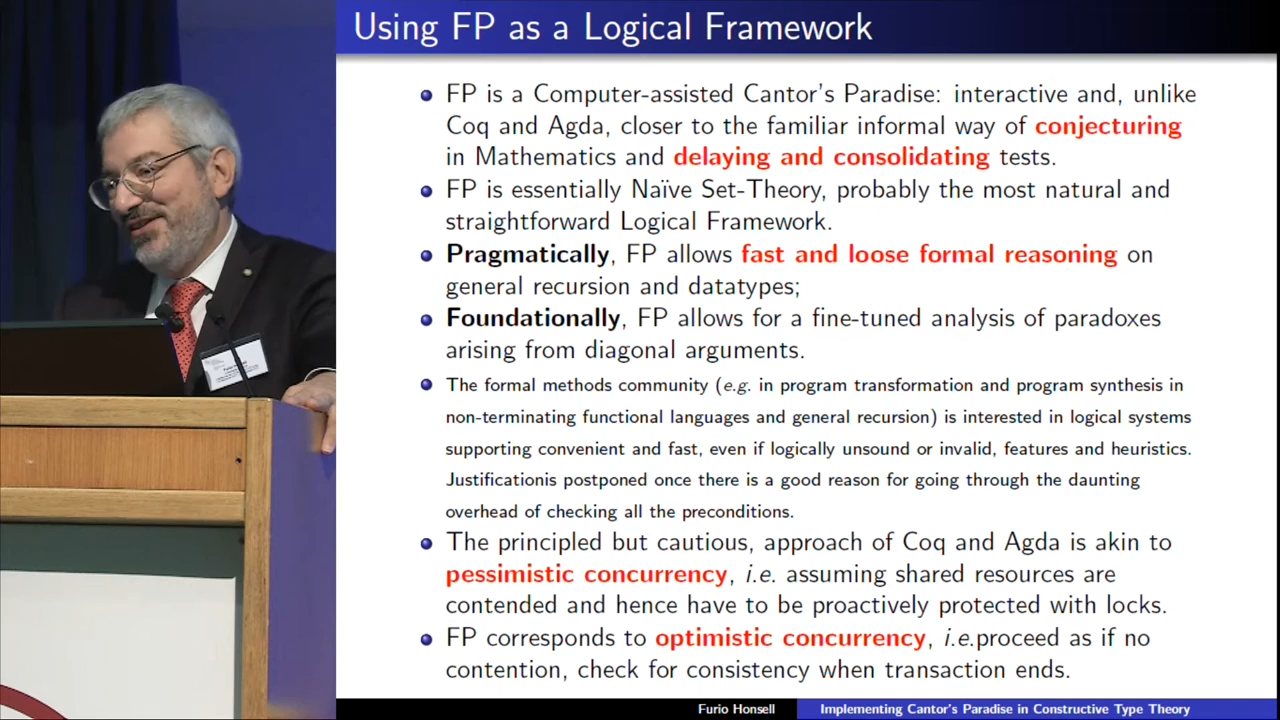 Using FP as a Logical Framework
FP is a Computer-assisted Cantor's Paradise: interactive and, unlike
Coq and Agda, closer to the familiar informal way of conjecturing
in Mathematics and delaying and consolidating tests.
FP is essentially Naïve Set-Theory, probably the most natural and
straightforward Logical Framework.
Pragmatically, FP allows fast and loose formal reasoning on
general recursion and datatypes;
Foundationally, FP allows for a fine-tuned analysis of paradoxes
arising from diagonal arguments.
The formal methods community (e.g. in program transformation and program synthesis in
non-terminating functional languages and general recursion) is interested in logical systems
supporting convenient and fast, even if logically unsound or invalid, features and heuristics.
Justificationis postponed once there is a good reason for going through the daunting
overhead of checking all the preconditions.
The principled but cautious, approach of Coq and Agda is akin to
pessimistic concurrency, i.e. assuming shared resources are
contended and hence have to be proactively protected with locks.
FP corresponds to optimistic concurrency, i.e.proceed as if no
contention, check for consistency when transaction ends.
Furio Honsell
Implementing Cantor's Paradise in Constructive Type Theory